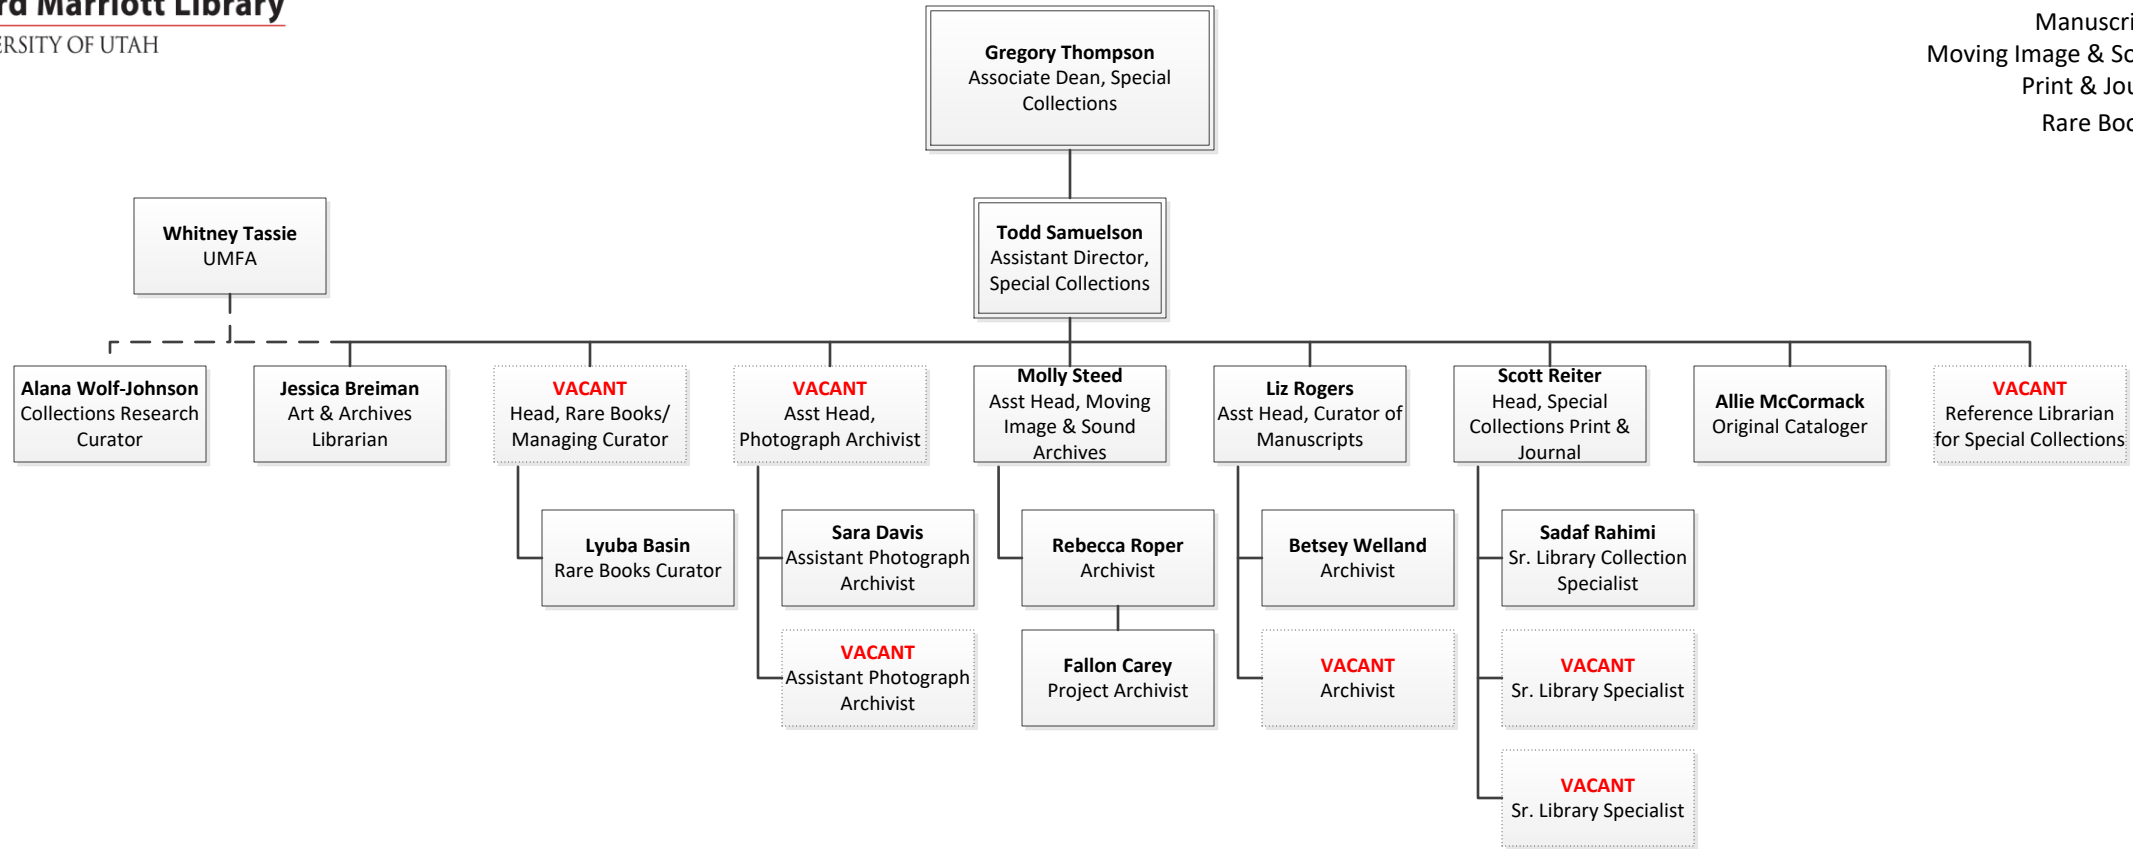 Marriott Library
OF UTAH
Moving Image &
Print &
Rare
Gregory Thompson
Associate Dean, Special
Collections
Whitney Tassie
UMFA
Todd Samuelson
Assistant Director,
Special Collections
Alana Wolf-Johnson
Collections Research
Curator
Jessica Breiman
Art & Archives
Librarian
VACANT
Head, Rare Books/
Managing Curator
VACANT
Asst Head,
Photograph Archivist
Molly Steed
Asst Head, Moving
Image & Sound
Archives
Liz Rogers
Asst Head, Curator of
Manuscripts
Scott Reiter
Head, Special
Collections Print &
Journal
Allie McCormack
Original Cataloger
VACANT
Reference Librarian
for Special Collections
Lyuba Basin
Rare Books Curator
Sara Davis
Assistant Photograph
Archivist
Rebecca Roper
Archivist
Betsey Welland
Archivist
Sadaf Rahimi
Sr. Library Collection
Specialist
VACANT
Assistant Photograph
Archivist
Fallon Carey
Project Archivist
VACANT
Archivist
VACANT
Sr. Library Specialist
VACANT
Sr. Library Specialist